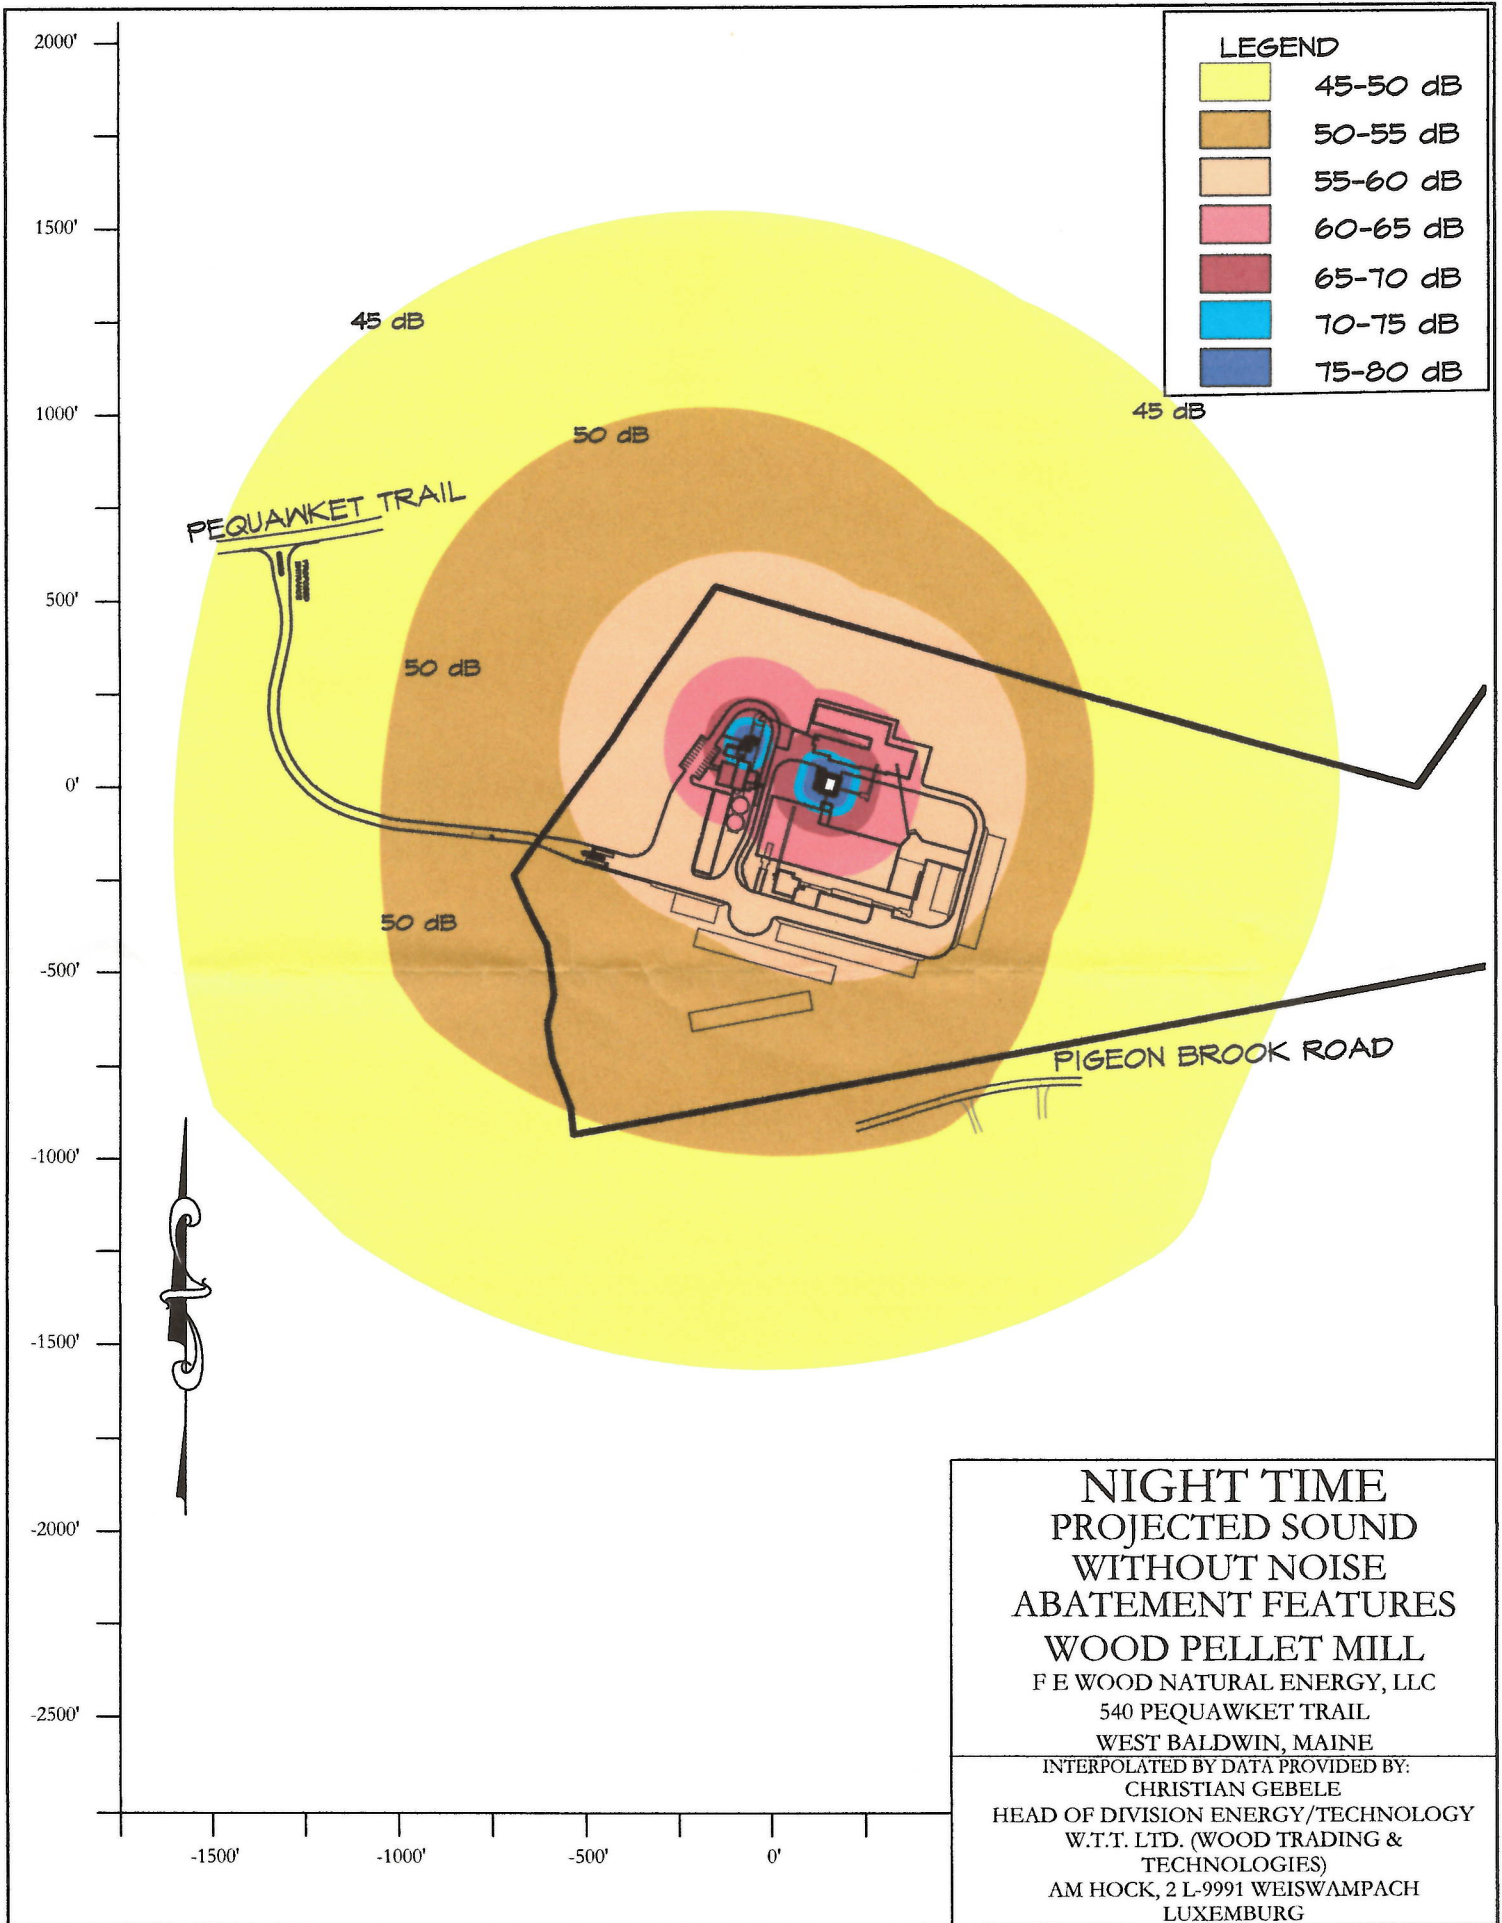 LEGEND
45-50 dB
50-55 dB
55-60 dB
60-65 dB
65-70 dB
70-75 dB
75-80 dB
2000'
1500'
1000'
500'
0'
-500'
-1000'
-1500'
-2000'
-2500'
45 dB
45 dB
50 dB
PEQUAWKET TRAIL
50 dB
50 dB
PIGEON BROOK ROAD
-1500'
-1000'
-500'
0'
NIGHT TIME
PROJECTED SOUND
WITHOUT NOISE
ABATEMENT FEATURES
WOOD PELLET MILL
F E WOOD NATURAL ENERGY, LLC
540 PEQUAWKET TRAIL
WEST BALDWIN, MAINE
INTERPOLATED BY DATA PROVIDED BY:
CHRISTIAN GEBELE
HEAD OF DIVISION ENERGY/TECHNOLOGY
W.T.T. LTD. (WOOD TRADING &
TECHNOLOGIES)
AM HOCK, 2 L-9991 WEISWAMPACH
LUXEMBURG